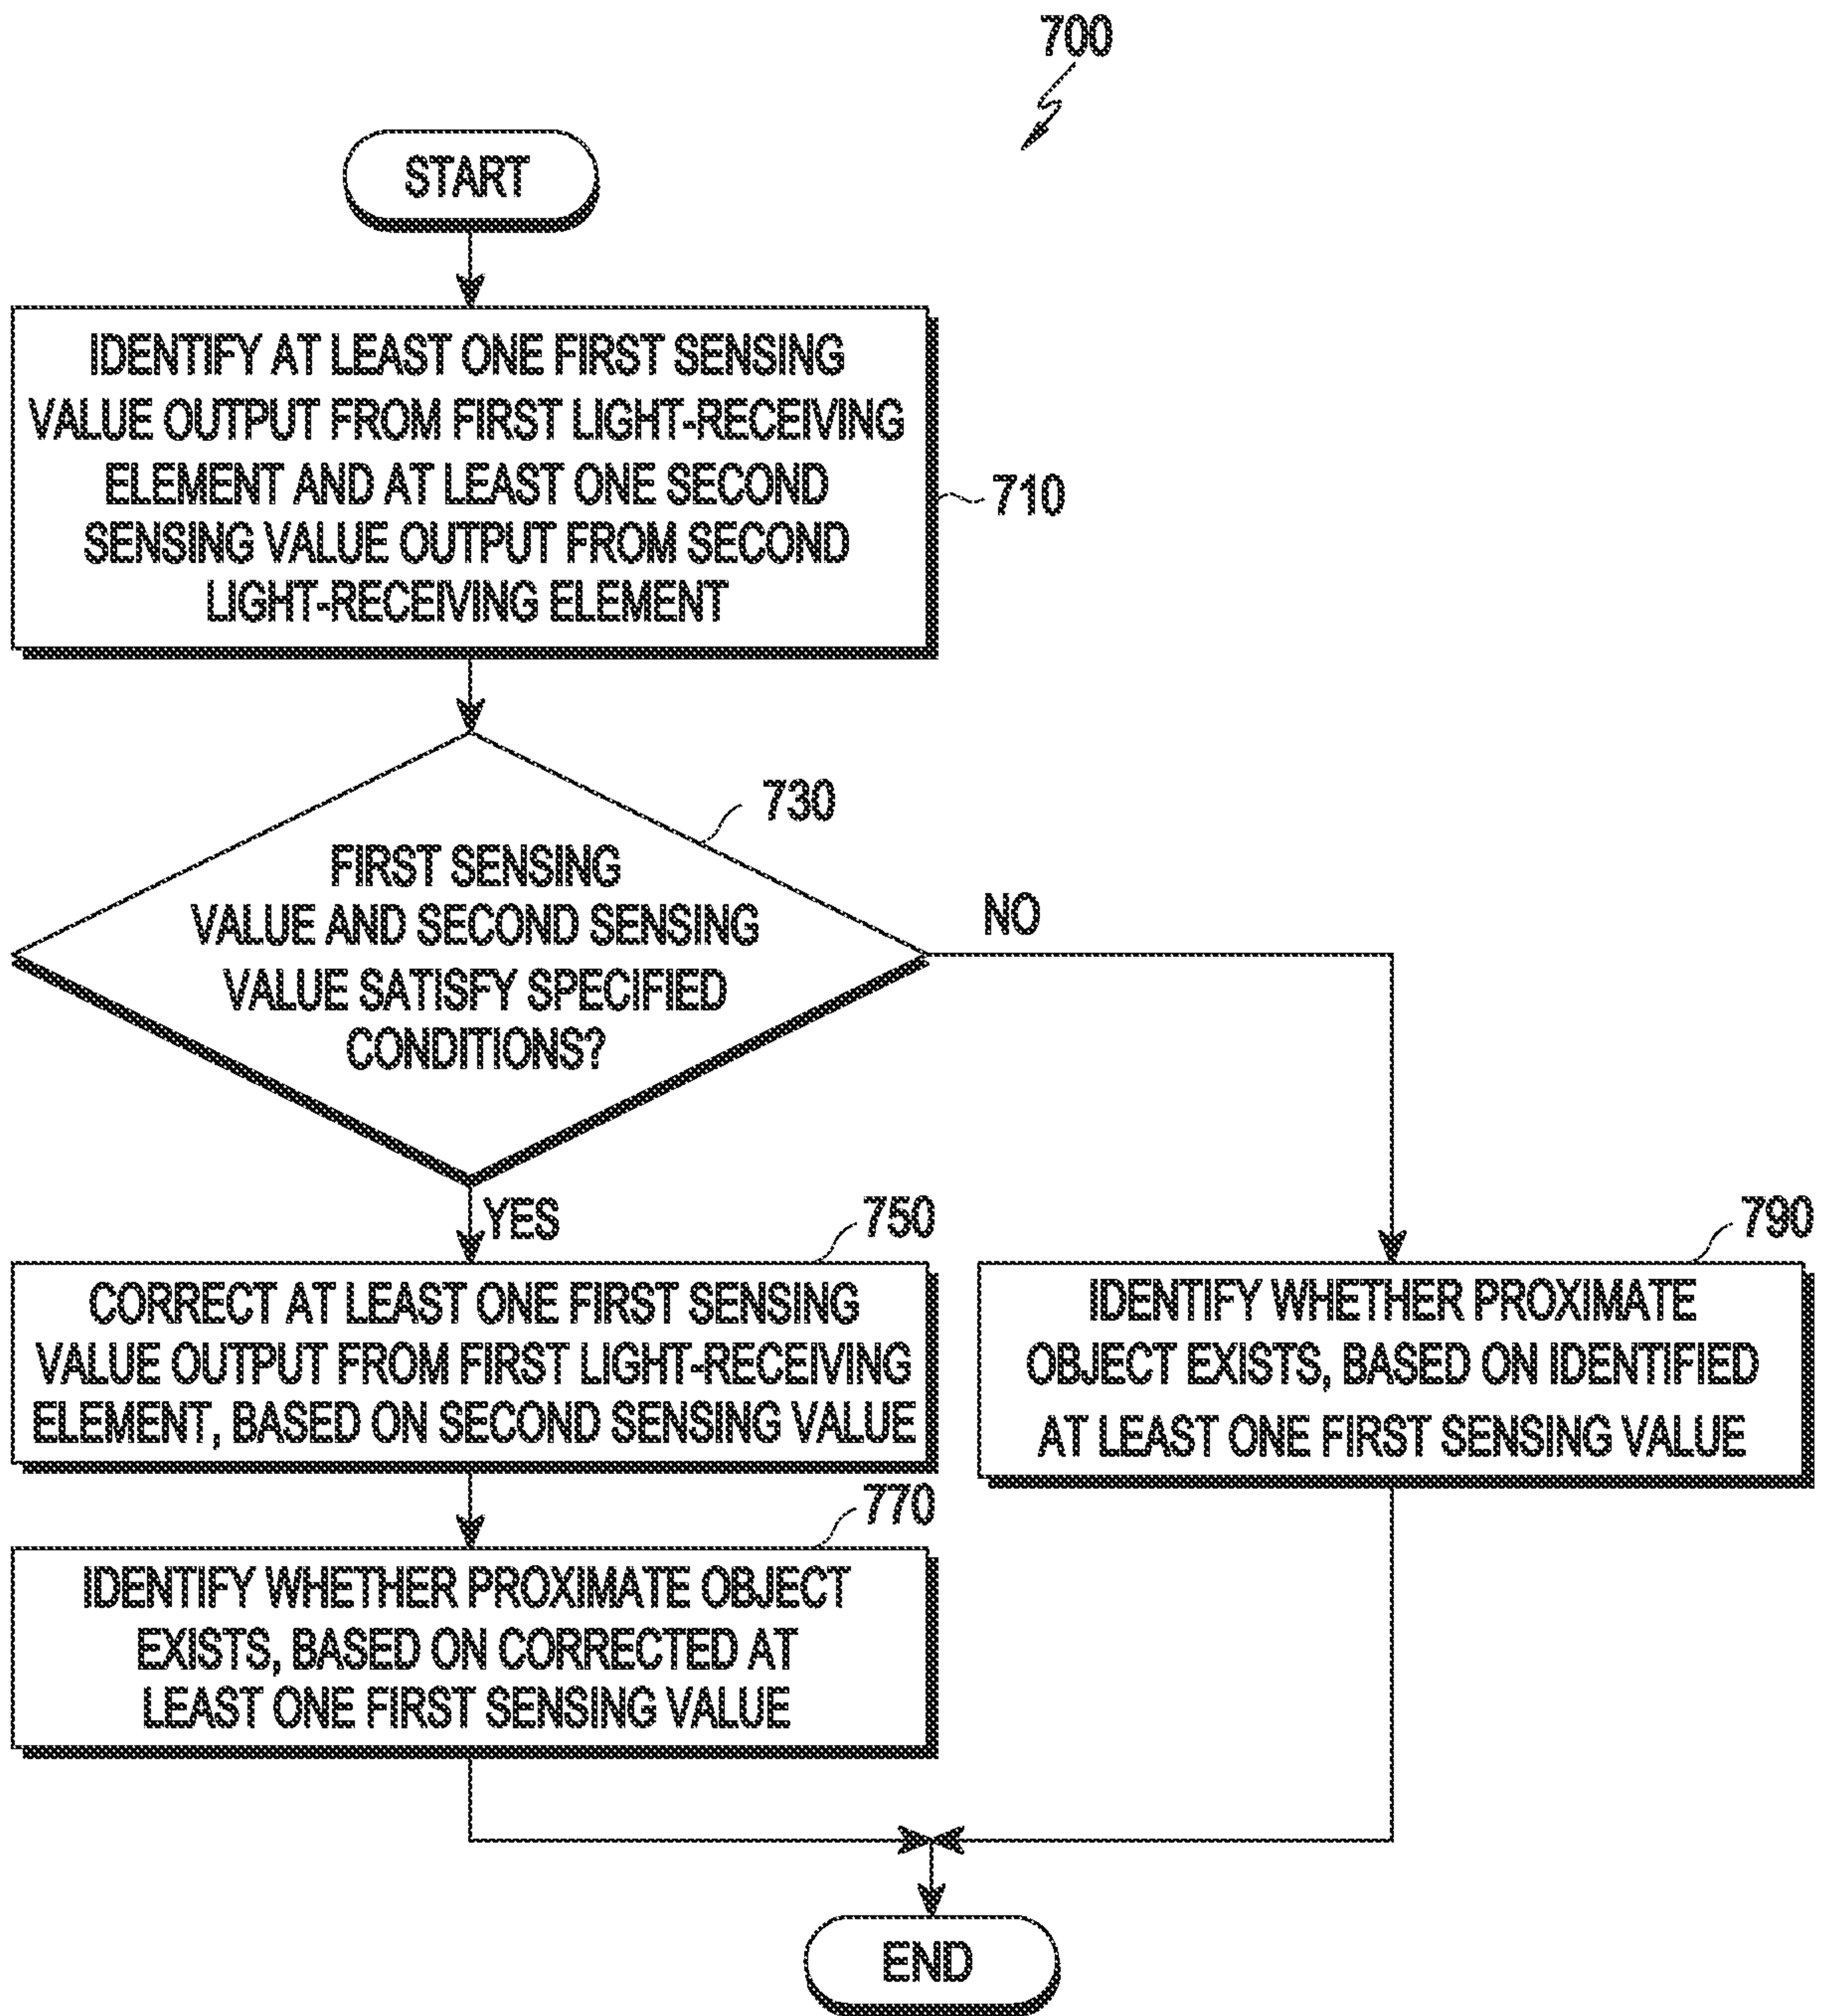 700
START
IDENTIFY AT LEAST ONE FIRST SENSING
VALUE OUTPUT FROM FIRST LIGHT-RECEIVING
ELEMENT AND AT LEAST ONE SECOND
SENSING VALUE OUTPUT FROM SECOND
LIGHT-RECEIVING ELEMENT
710
730
FIRST SENSING
VALUE AND SECOND SENSING
VALUE SATISFY SPECIFIED
CONDITIONS?
NO
YES
750
CORRECT AT LEAST ONE FIRST SENSING
VALUE OUTPUT FROM FIRST LIGHT-RECEIVING
ELEMENT, BASED ON SECOND SENSING VALUE
790
IDENTIFY WHETHER PROXIMATE
OBJECT EXISTS, BASED ON IDENTIFIED
AT LEAST ONE FIRST SENSING VALUE
770
IDENTIFY WHETHER PROXIMATE OBJECT
EXISTS, BASED ON CORRECTED AT
LEAST ONE FIRST SENSING VALUE
END